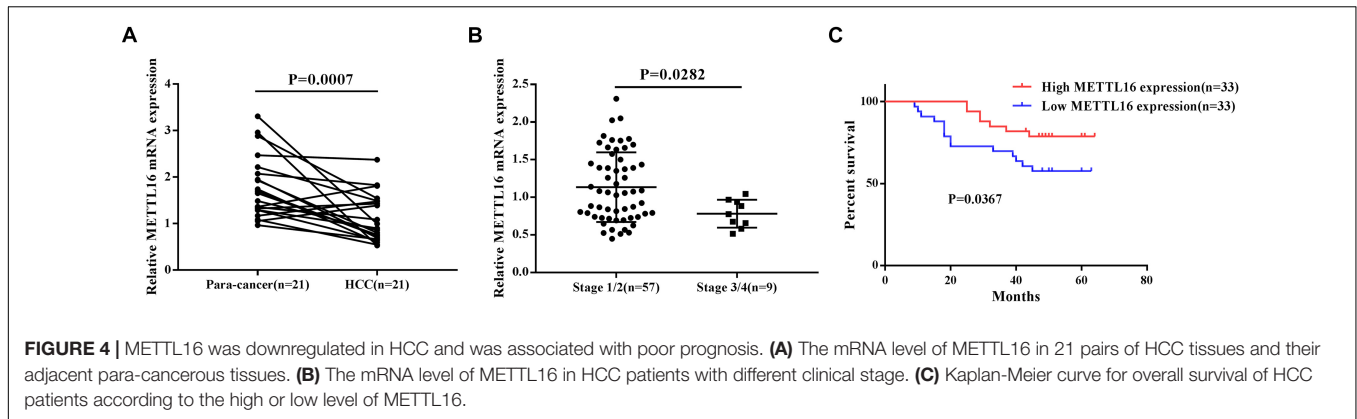 A
Relative METTL16 mRNA expression
4
3
2
1
0
P=0.0007
Para-cancer(n=21)
HCC(n=21)
B
Relative METTL16 mRNA expression
2.5
2.0
1.5
1.0
0.5
0.0
P=0.0282
Stage 1/2(n=57)
Stage 3/4(n=9)
C
High METTL16 expression(n=33)
Low METTL16 expression(n=33)
Percent survival
100
50
0
P=0.0367
0
20
40
60
80
Months
FIGURE 4 | METTL16 was downregulated in HCC and was associated with poor prognosis. (A) The mRNA level of METTL16 in 21 pairs of HCC tissues and their
adjacent para-cancerous tissues. (B) The mRNA level of METTL16 in HCC patients with different clinical stage. (C) Kaplan-Meier curve for overall survival of HCC
patients according to the high or low level of METTL16.